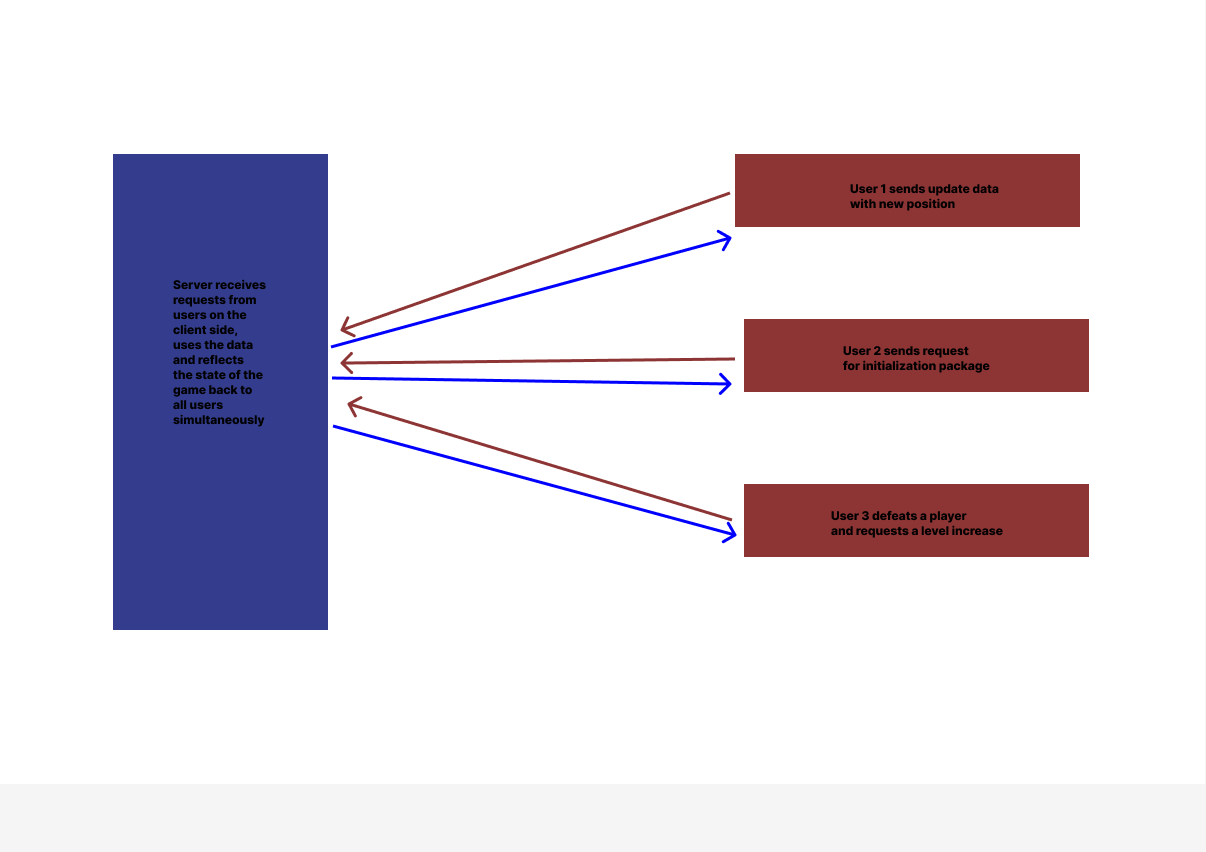 Server receives
requests from
users on the
client side,
uses the data
and reflects
the state of the
game back to
all users
simultaneously
User 1 sends update data
with new position
User 2 sends request
for initialization package
User 3 defeats a player
and requests a level increase